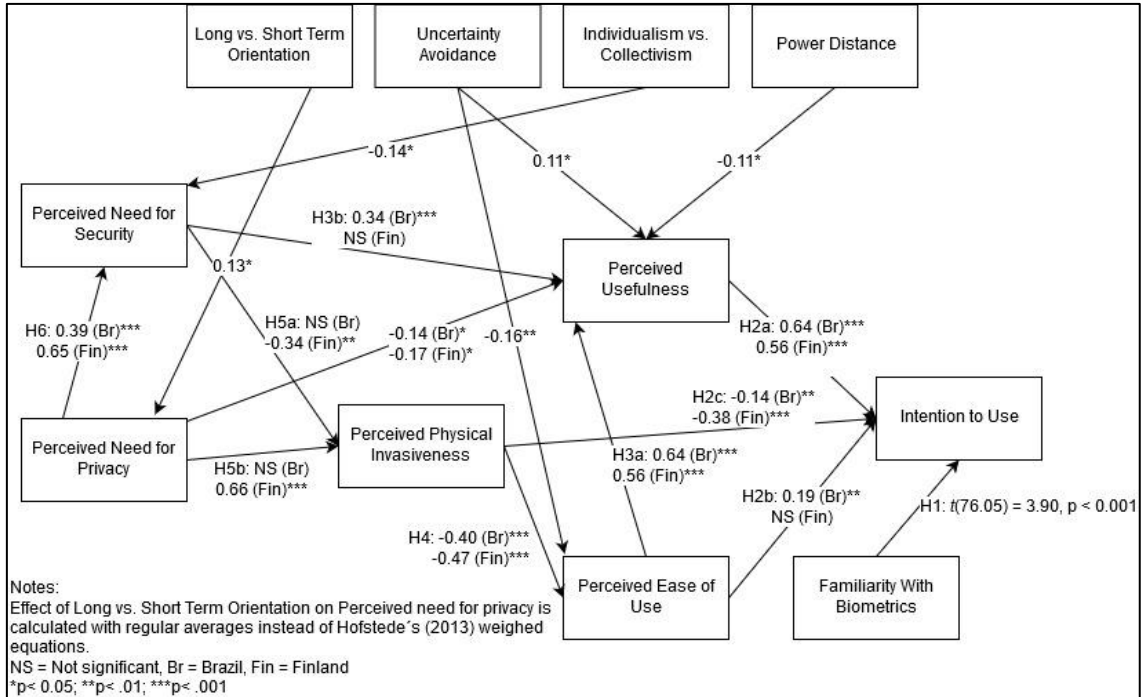 Long vs. Short Term
Orientation
Uncertainty
Avoidance
Individualism vs.
Collectivism
Power Distance
-0.14*
0.11*
-0.11*
Perceived Need for
Security
H3b: 0.34 (Br)***
NS (Fin)
Perceived
Usefulness
0.13*
H6: 0.39 (Br)***
0.65 (Fin)***
H5a: NS (Br)
-0.34 (Fin)**
-0.14 (Br)*
-0.17 (Fin)*
-0.16**
H2a: 0.64 (Br)***
0.56 (Fin)***
H2c: -0.14 (Br)**
-0.38 (Fin)***
Intention to Use
Perceived Need for
Privacy
Perceived Physical
Invasiveness
H5b: NS (Br)
0.66 (Fin)***
H3a: 0.64 (Br)***
0.56 (Fin)***
H2b: 0.19 (Br)**
NS (Fin)
H1: t(76.05) = 3.90, p < 0.001
H4: -0.40 (Br)***
-0.47 (Fin)***
Perceived Ease of
Use
Familiarity With
Biometrics
Notes:
Effect of Long vs. Short Term Orientation on Perceived need for privacy is
calculated with regular averages instead of Hofstede´s (2013) weighed
equations.
NS = Not significant, Br = Brazil, Fin = Finland
*p< 0.05; **p< .01; ***p< .001